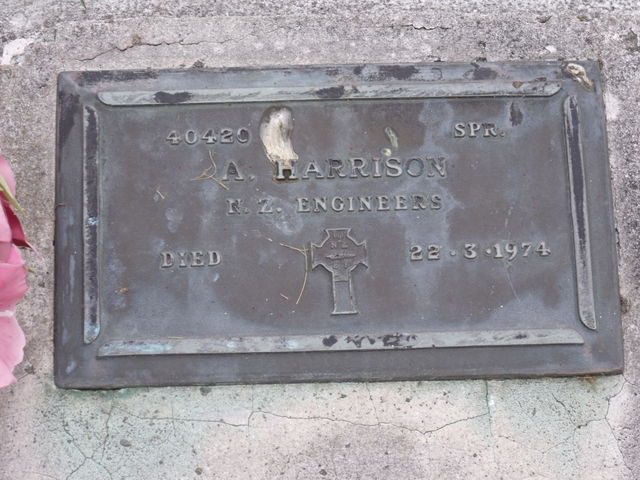 40420 SPR.
A. HARRISON
N.Z. ENGINEERS
DIED 22·3·1974
N Z